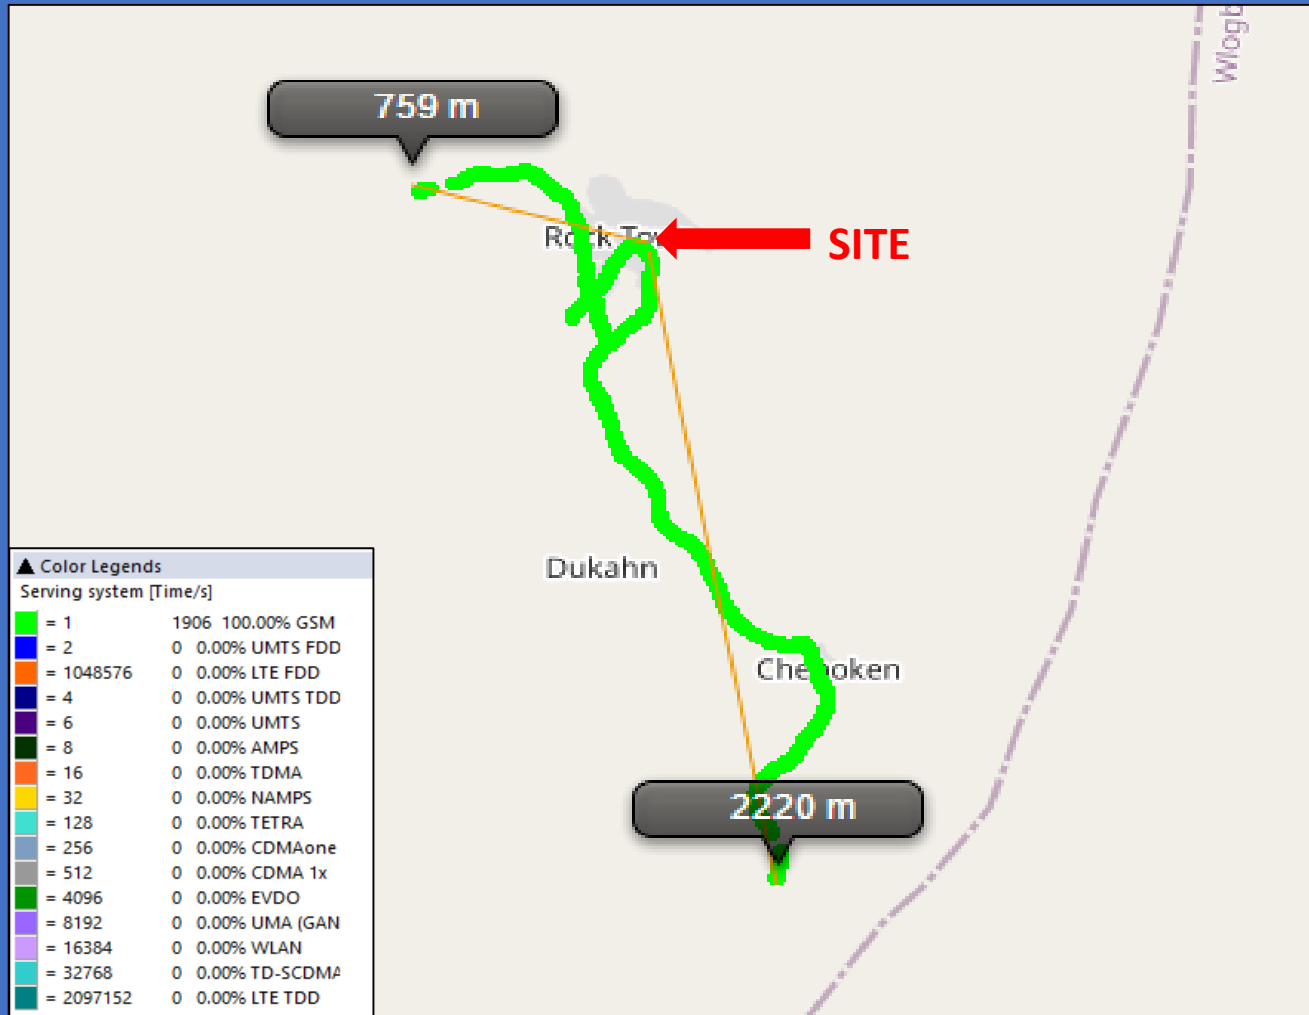 Wlogb
759 m
SITE
Dukahn
2220 m
Color Legends
Serving system [Time/s]
= 1 1906 100.00% GSM
= 2 0 0.00% UMTS FDD
= 1048576 0 0.00% LTE FDD
= 4 0 0.00% UMTS TDD
= 6 0 0.00% UMTS
= 8 0 0.00% AMPS
= 16 0 0.00% TDMA
= 32 0 0.00% NAMPS
= 128 0 0.00% TETRA
= 256 0 0.00% CDMAone
= 512 0 0.00% CDMA 1x
= 4096 0 0.00% EVDO
= 8192 0 0.00% UMA (GAN
= 16384 0 0.00% WLAN
= 32768 0 0.00% TD-SCDMA
= 2097152 0 0.00% LTE TDD